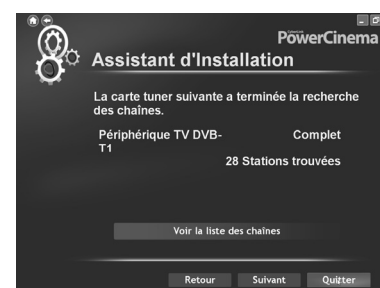 CyberLink
PowerCinema
Assistant d'Installation
La carte tuner suivante a terminée la recherche
des chaînes.
Périphérique TV DVB-
T1
Complet
28 Stations trouvées
Voir la liste des chaînes
Retour
Suivant
Quitter